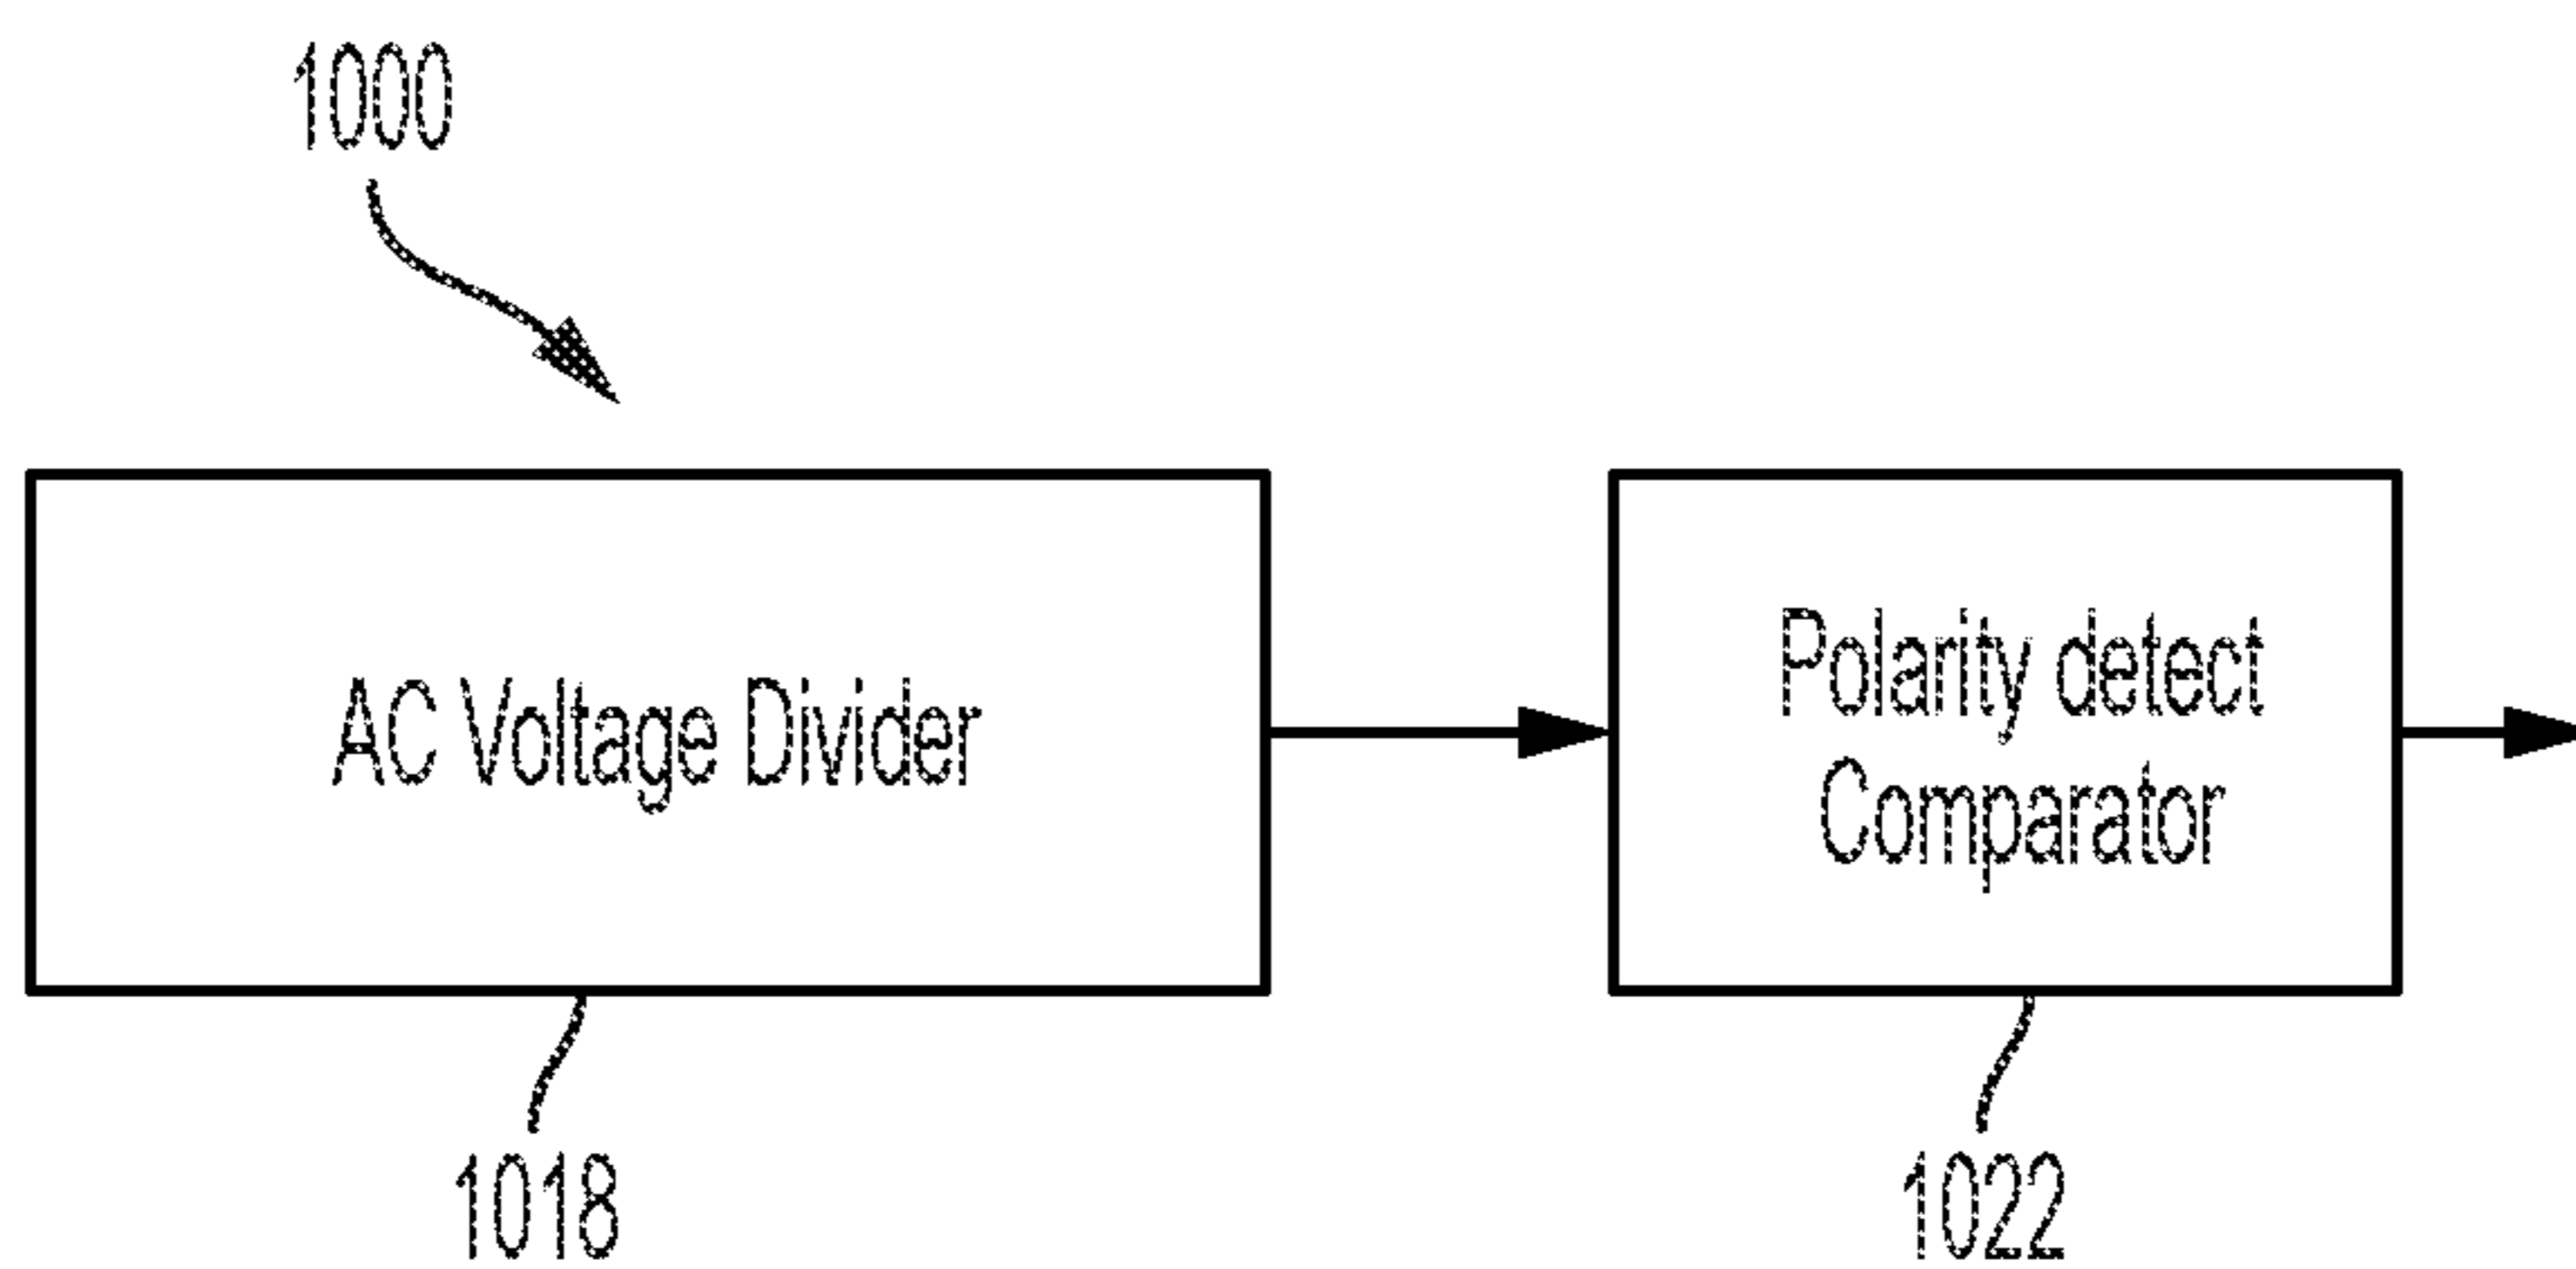 1000
AC Voltage Divider
Polarity detect
Comparator
1018
1022